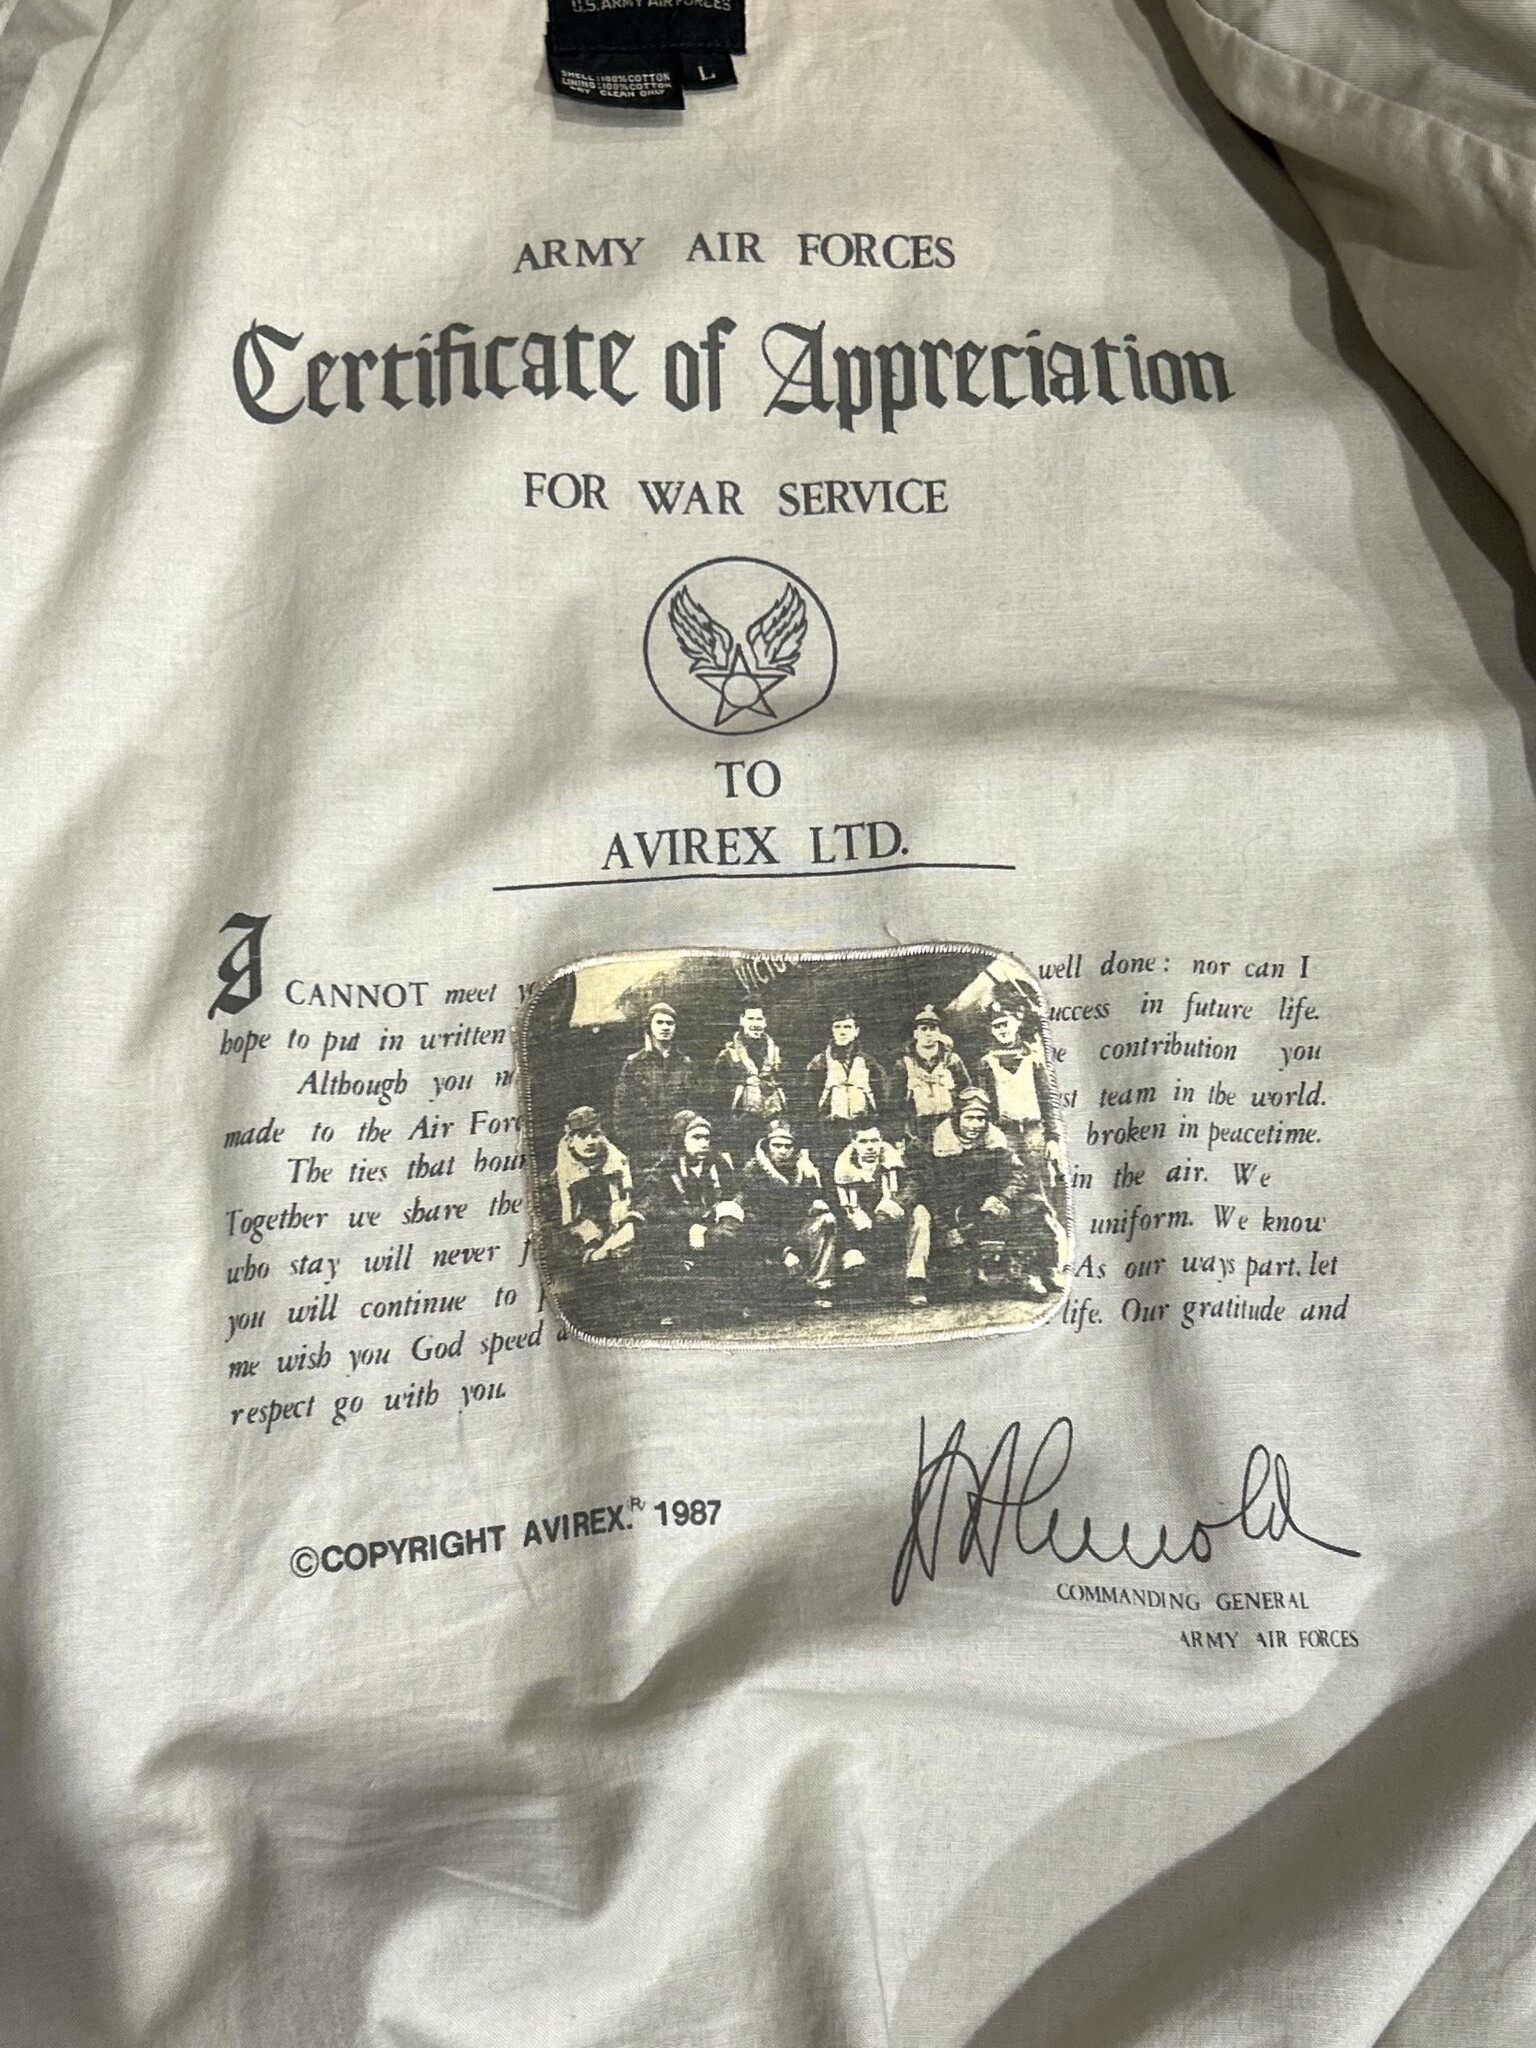 U.S. ARMY AIR FORCES
SHELL:100%COTTON
LINING:100%COTTON
DRY CLEAN ONLY
L
ARMY AIR FORCES
Certificate of Appreciation
FOR WAR SERVICE
TO
AVIREX LTD.
I CANNOT meet well done: nor can I
hope to put in written success in future life.
Although you contribution you
made to the Air team in the world.
The ties that broken in peacetime.
Together we share the in the air. We
who stay will never uniform. We know
you will continue to As our ways part, let
me wish you God speed life. Our gratitude and
respect go with you.
©COPYRIGHT AVIREX.® 1987
H H Arnold
COMMANDING GENERAL
ARMY AIR FORCES